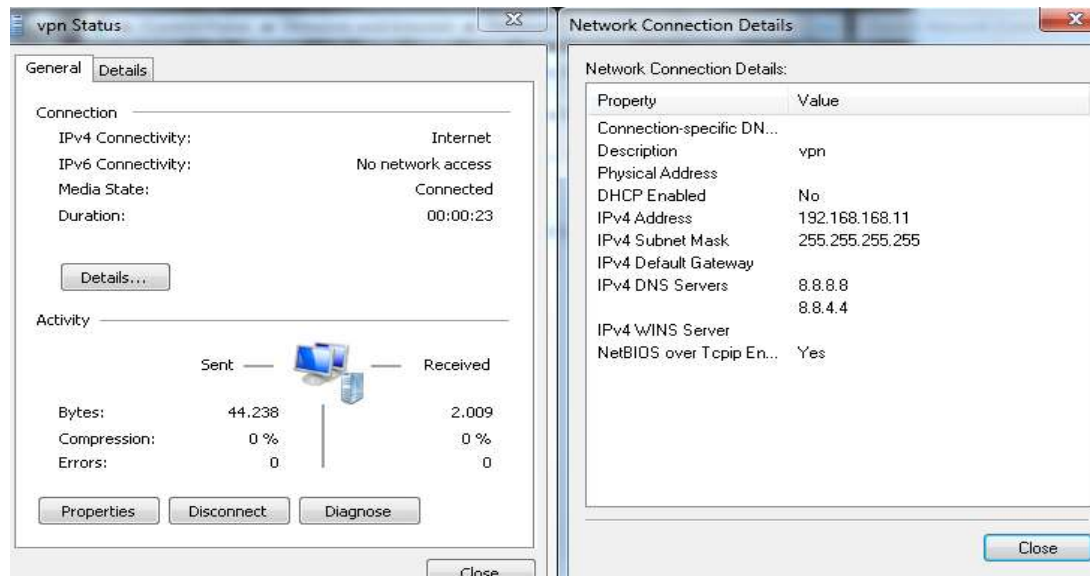 vpn Status
General Details
Connection
IPv4 Connectivity: Internet
IPv6 Connectivity: No network access
Media State: Connected
Duration: 00:00:23
Details...
Activity
Sent Received
Bytes: 44.238 2.009
Compression: 0 % 0 %
Errors: 0 0
Properties Disconnect Diagnose
Close
Network Connection Details
Network Connection Details:
Property Value
Connection-specific DN...
Description vpn
Physical Address
DHCP Enabled No
IPv4 Address 192.168.168.11
IPv4 Subnet Mask 255.255.255.255
IPv4 Default Gateway
IPv4 DNS Servers 8.8.8.8
8.8.4.4
IPv4 WINS Server
NetBIOS over Tcpip En... Yes
Close